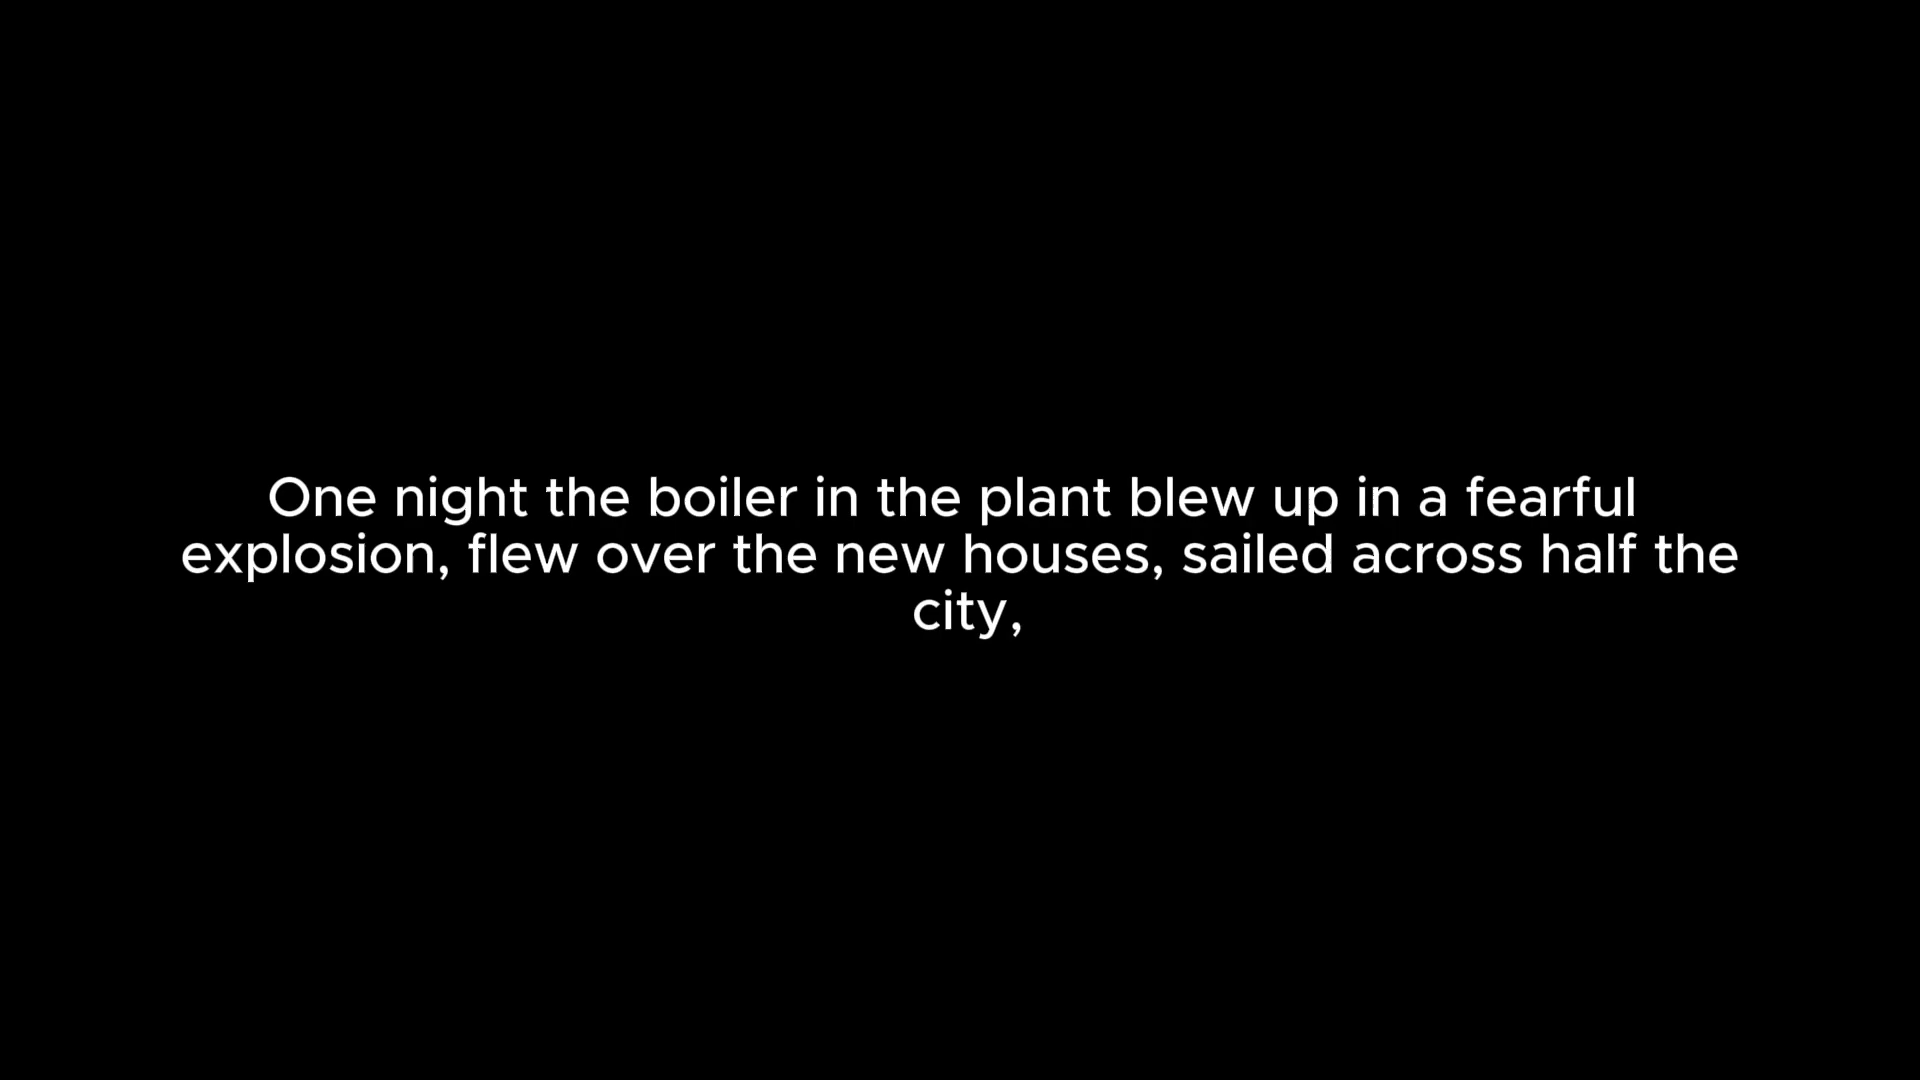 One night the boiler in the plant blew up in a fearful
explosion, flew over the new houses, sailed across half the
city,